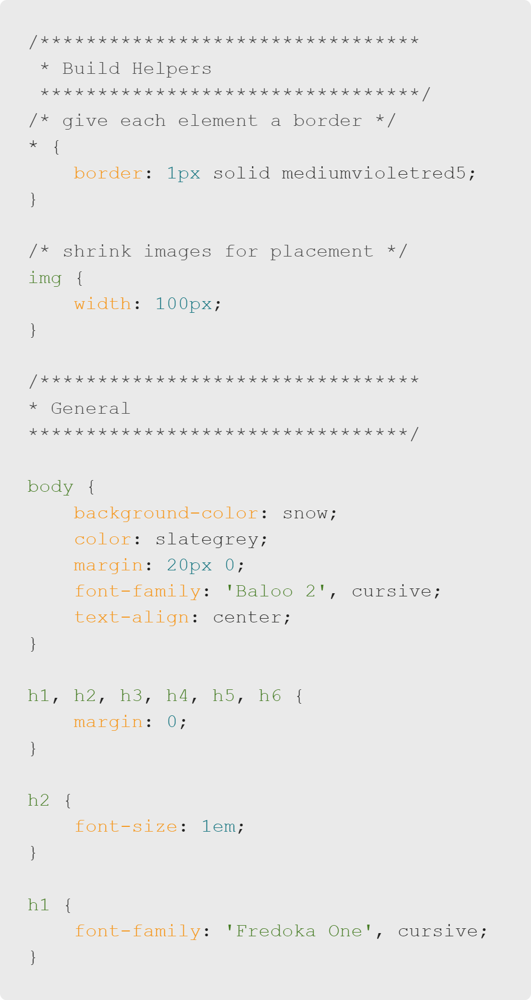 /*********************************
 * Build Helpers
 *********************************/
/* give each element a border */
* {
    border: 1px solid mediumvioletred5;
}

/* shrink images for placement */
img {
    width: 100px;
}

/*********************************
* General
*********************************/

body {
    background-color: snow;
    color: slategrey;
    margin: 20px 0;
    font-family: 'Baloo 2', cursive;
    text-align: center;
}

h1, h2, h3, h4, h5, h6 {
    margin: 0;
}

h2 {
    font-size: 1em;
}

h1 {
    font-family: 'Fredoka One', cursive;
}